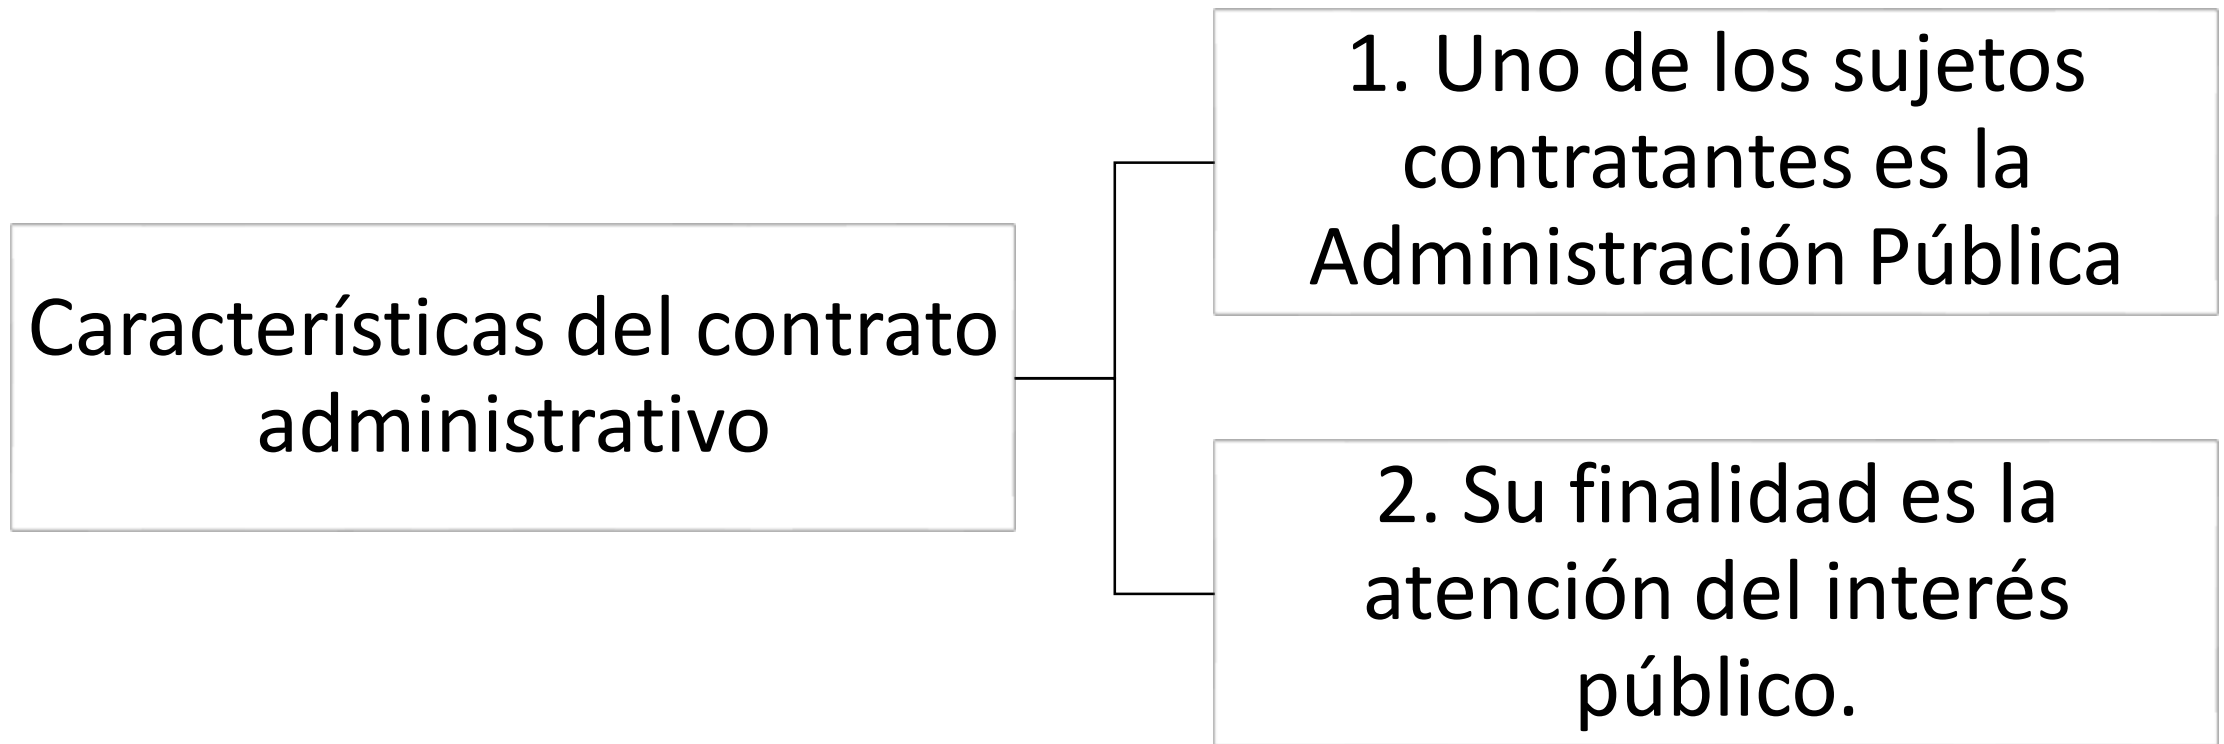 Características del contrato
administrativo
1. Uno de los sujetos
contratantes es la
Administración Pública
2. Su finalidad es la
atención del interés
público.